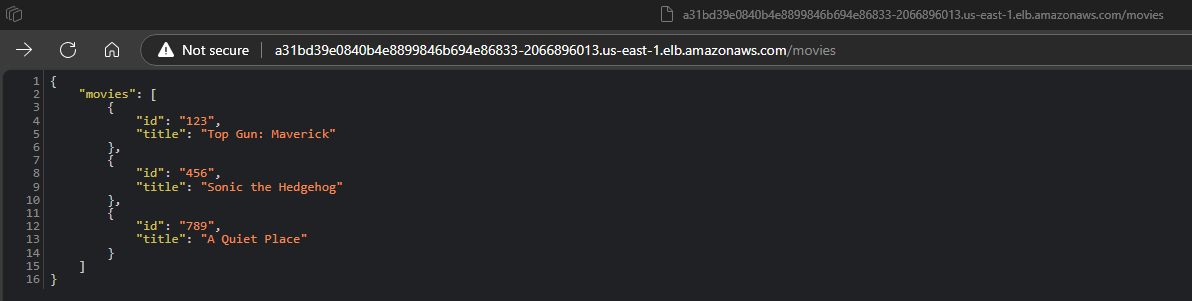 a31bd39e0840b4e8899846b694e86833-2066896013.us-east-1.elb.amazonaws.com/movies
Not secure a31bd39e0840b4e8899846b694e86833-2066896013.us-east-1.elb.amazonaws.com/movies
1 {
2 "movies": [
3 {
4 "id": "123",
5 "title": "Top Gun: Maverick"
6 },
7 {
8 "id": "456",
9 "title": "Sonic the Hedgehog"
10 },
11 {
12 "id": "789",
13 "title": "A Quiet Place"
14 }
15 ]
16 }